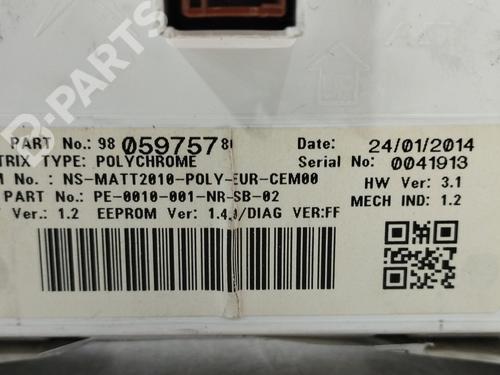 B-PARTS
PART No.: 98 059757 8
Date: 24/01/2014
TRIX TYPE: POLYCHROME
Serial No: 0041913
No.: NS-MATT2010-POLY-EUR-CEM00
HW Ver: 3.1
PART No.: PE-0010-001-NR-SB-02
MECH IND: 1.2
Ver.: 1.2 EEPROM Ver: 1.4. /DIAG VER:FF